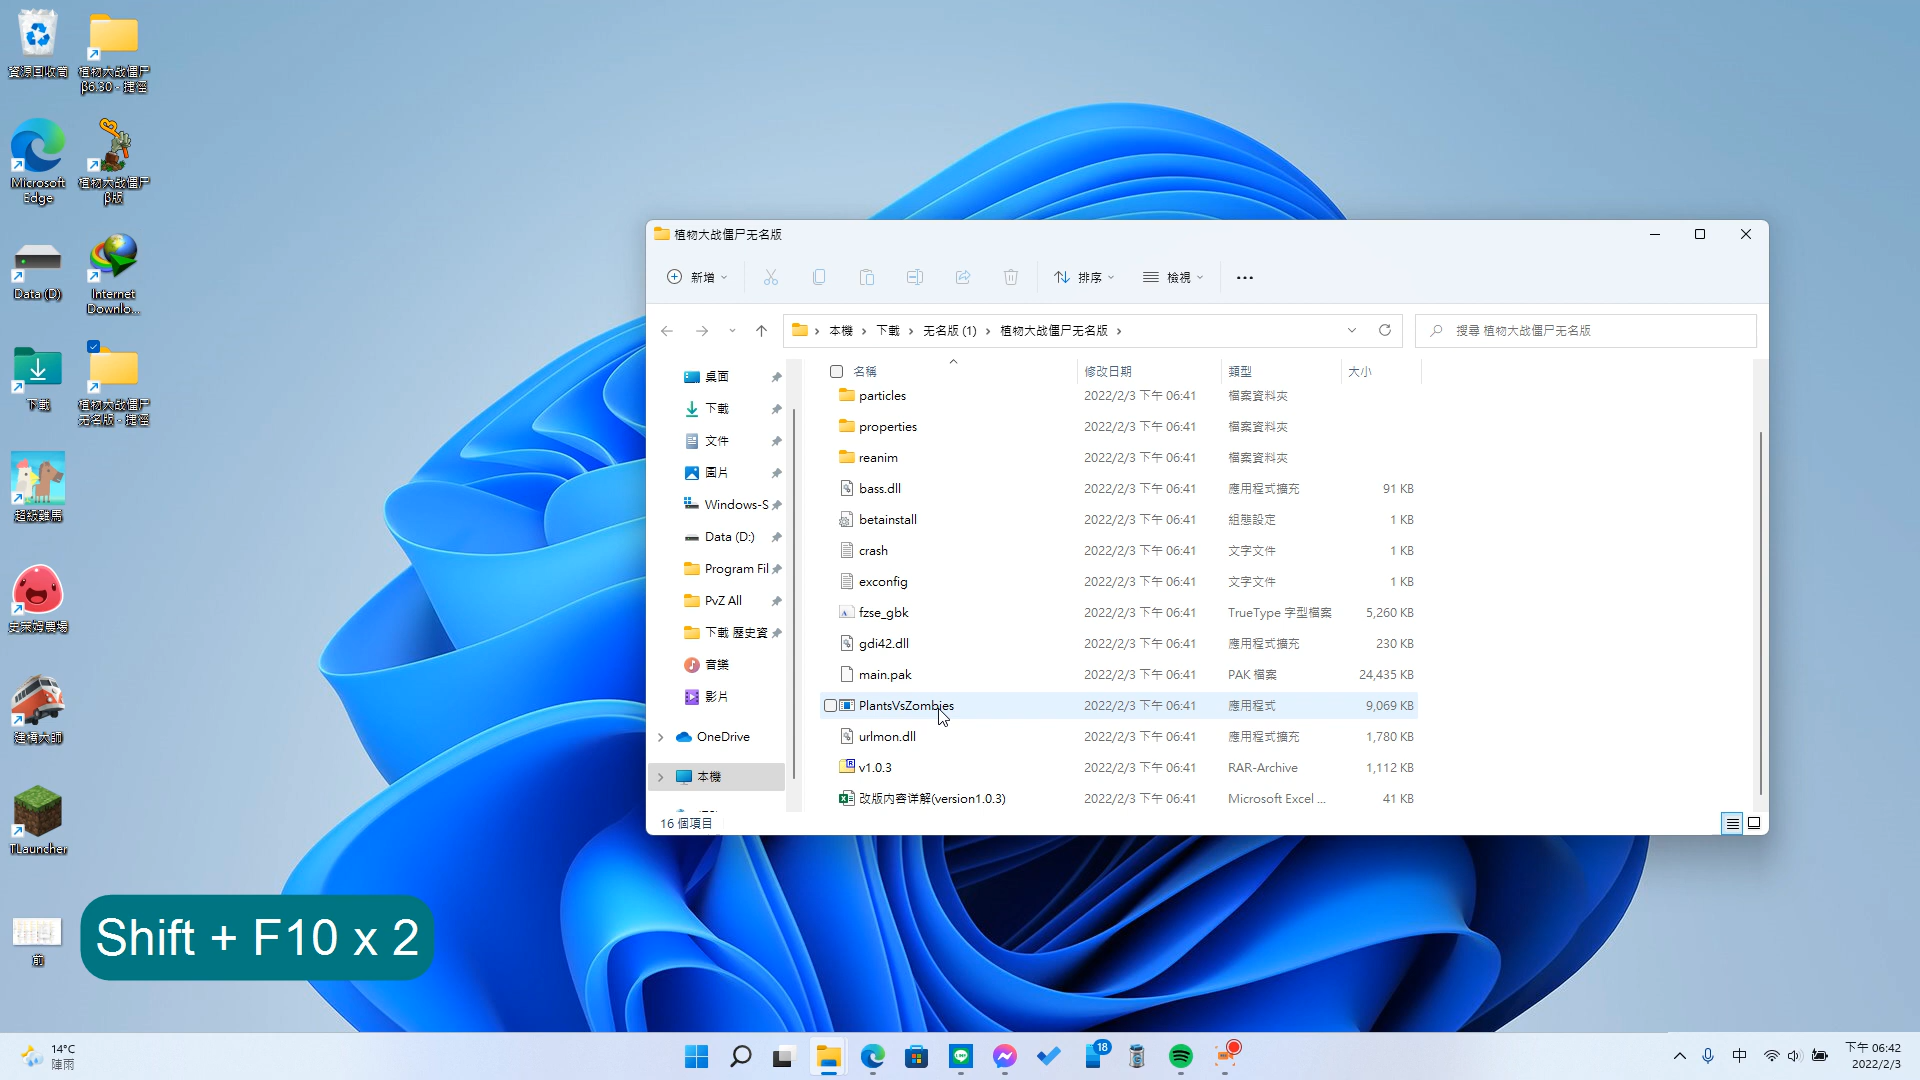 資源回收筒
植物大战僵尸
β6.30 - 捷徑
Microsoft
Edge
植物大战僵尸
β版
Data (D)
Internet
Downlo...
下載
植物大战僵尸
无名版 - 捷徑
超級雞馬
史萊姆農場
建橋大師
TLauncher
前
Shift + F10 x 2
植物大战僵尸无名版
新增
排序
檢視
本機 › 下載 › 无名版 (1) › 植物大战僵尸无名版 ›
搜尋 植物大战僵尸无名版
桌面
下載
文件
圖片
Windows-S
Data (D:)
Program Fil
PvZ All
下載 歷史資
音樂
影片
OneDrive
本機
名稱 修改日期 類型 大小
particles 2022/2/3 下午 06:41 檔案資料夾
properties 2022/2/3 下午 06:41 檔案資料夾
reanim 2022/2/3 下午 06:41 檔案資料夾
bass.dll 2022/2/3 下午 06:41 應用程式擴充 91 KB
betainstall 2022/2/3 下午 06:41 組態設定 1 KB
crash 2022/2/3 下午 06:41 文字文件 1 KB
exconfig 2022/2/3 下午 06:41 文字文件 1 KB
fzse_gbk 2022/2/3 下午 06:41 TrueType 字型檔案 5,260 KB
gdi42.dll 2022/2/3 下午 06:41 應用程式擴充 230 KB
main.pak 2022/2/3 下午 06:41 PAK 檔案 24,435 KB
PlantsVsZombies 2022/2/3 下午 06:41 應用程式 9,069 KB
urlmon.dll 2022/2/3 下午 06:41 應用程式擴充 1,780 KB
v1.0.3 2022/2/3 下午 06:41 RAR-Archive 1,112 KB
改版内容详解(version1.0.3) 2022/2/3 下午 06:41 Microsoft Excel ... 41 KB
16 個項目
14°C
陣雨
18
中
下午 06:42
2022/2/3